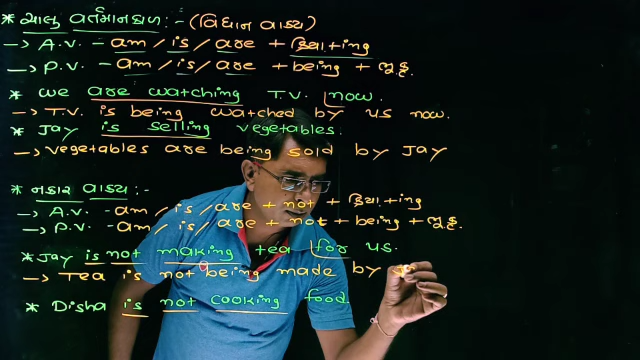 * ચાલુ વર્તમાનકાળ :- (વિધાન વાક્ય)
→ A.V. - am / is / are + ક્રિયા + ing
→ P.V. - am / is / are + being + ભૂ.કૃ.
* We are watching T.V. now.
→ T.V. is being watched by us now.
* Jay is selling vegetables.
→ Vegetables are being sold by Jay
* નકાર વાક્ય :-
→ A.V. - am / is / are + not + ક્રિયા + ing
→ P.V. - am / is / are + not + being + ભૂ.કૃ.
* Jay is not making tea for us.
→ Tea is not being made by
* Disha is not cooking food